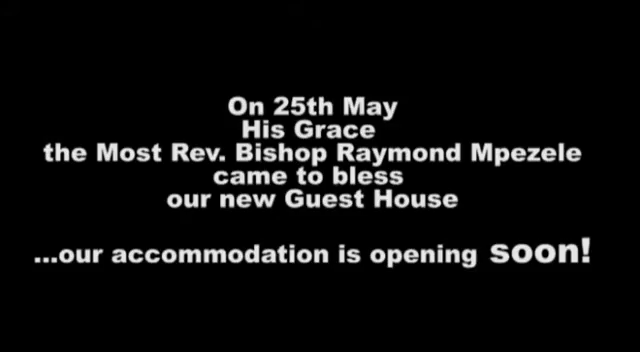 On 25th May
His Grace
the Most Rev. Bishop Raymond Mpezele
came to bless
our new Guest House
...our accommodation is opening soon!